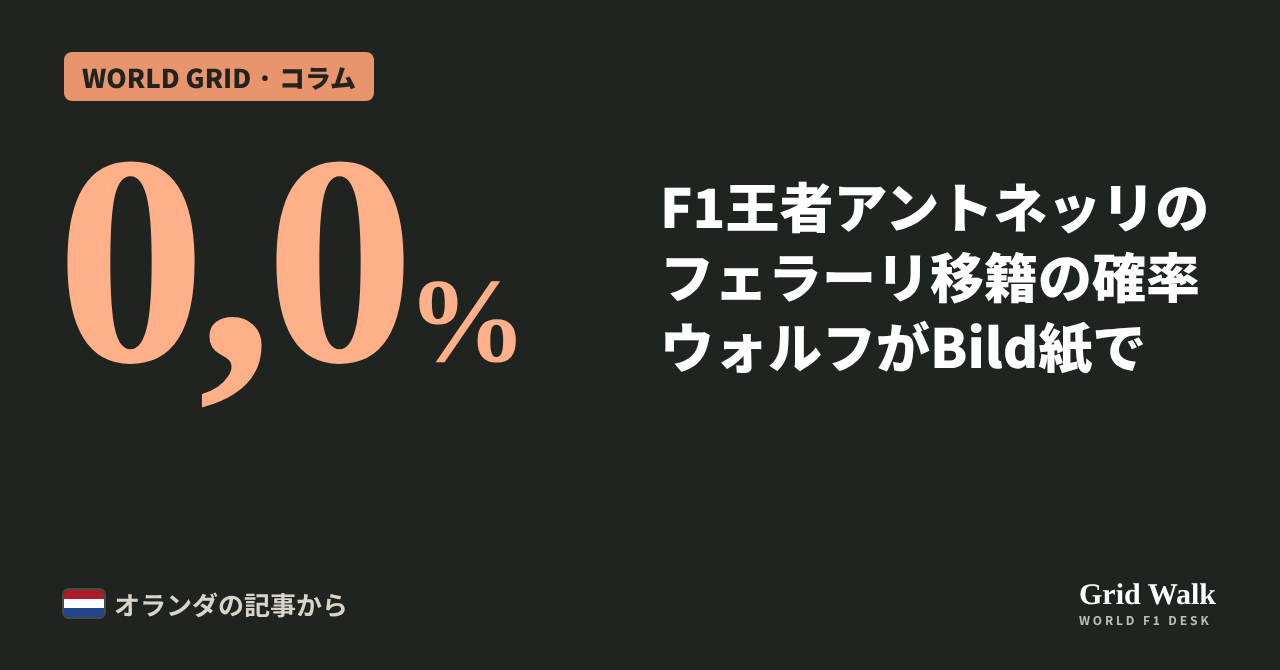 WORLD GRID・コラム
0,0%
F1王者アントネッリの
フェラーリ移籍の確率
ウォルフがBild紙で
オランダの記事から
Grid Walk
WORLD F1 DESK